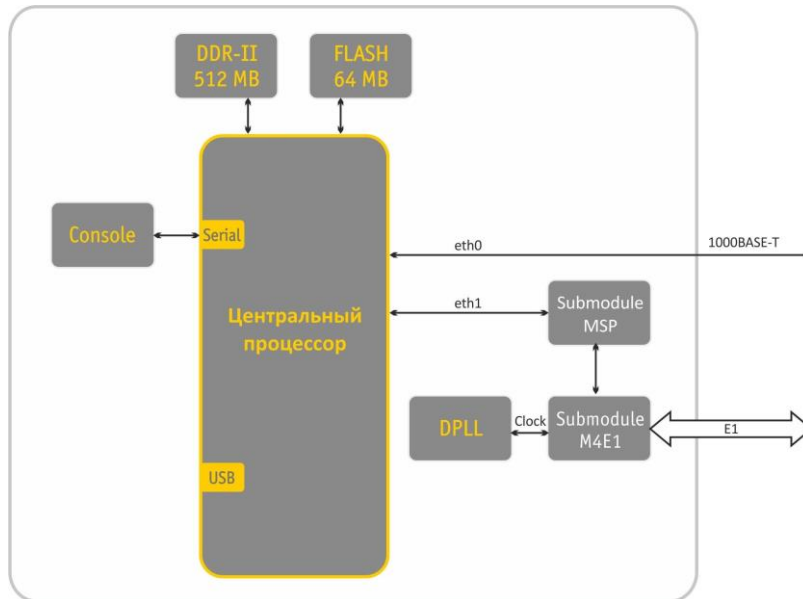 DDR-II
512 MB
FLASH
64 MB
Console
Serial
eth0
1000BASE-T
eth1
Submodule
MSP
Центральный
процессор
DPLL
Clock
Submodule
M4E1
E1
USB